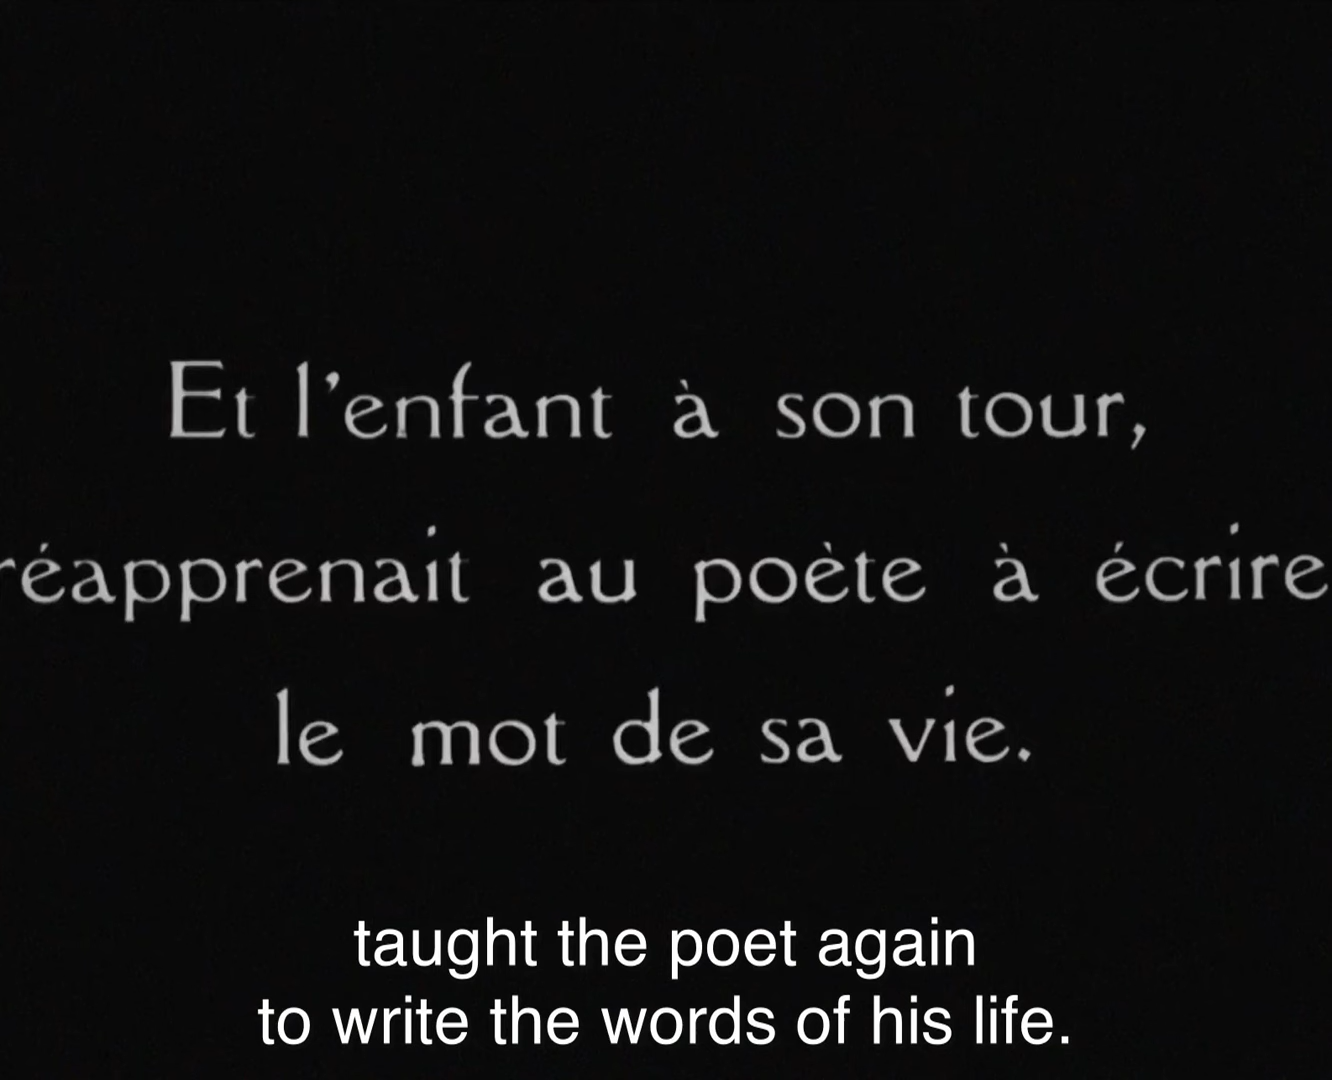 Et l'enfant à son tour,
réapprenait au poète à écrire
le mot de sa vie.
taught the poet again
to write the words of his life.